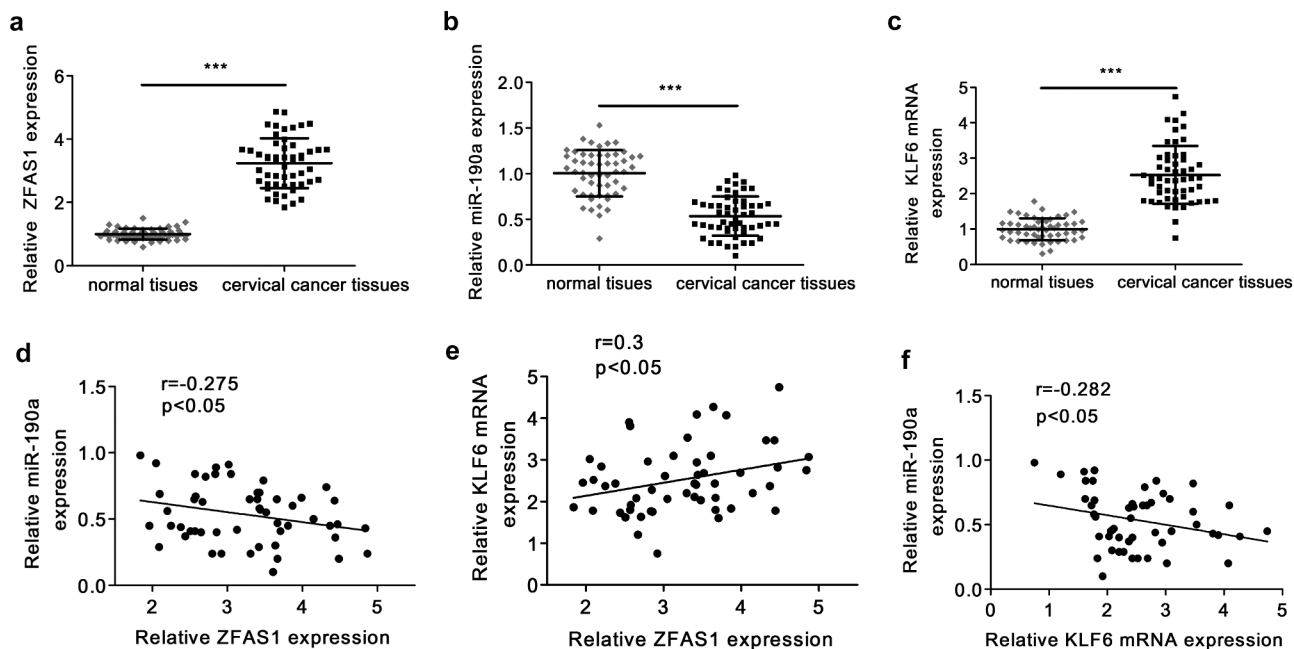 a
Relative ZFAS1 expression
6
4
2
0
***
normal tisues
cervical cancer tissues
b
Relative miR-190a expression
2.0
1.5
1.0
0.5
0.0
***
normal tisues
cervical cancer tissues
c
Relative KLF6 mRNA
expression
5
4
3
2
1
0
***
normal tisues
cervical cancer tissues
d
Relative miR-190a
expression
1.5
1.0
0.5
0.0
r=-0.275
p<0.05
2
3
4
5
Relative ZFAS1 expression
e
Relative KLF6 mRNA
expression
5
4
3
2
1
0
r=0.3
p<0.05
2
3
4
5
Relative ZFAS1 expression
f
Relative miR-190a
expression
1.5
1.0
0.5
0.0
r=-0.282
p<0.05
0
1
2
3
4
5
Relative KLF6 mRNA expression